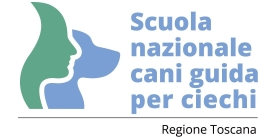 Scuola
nazionale
cani guida
per ciechi
Regione Toscana